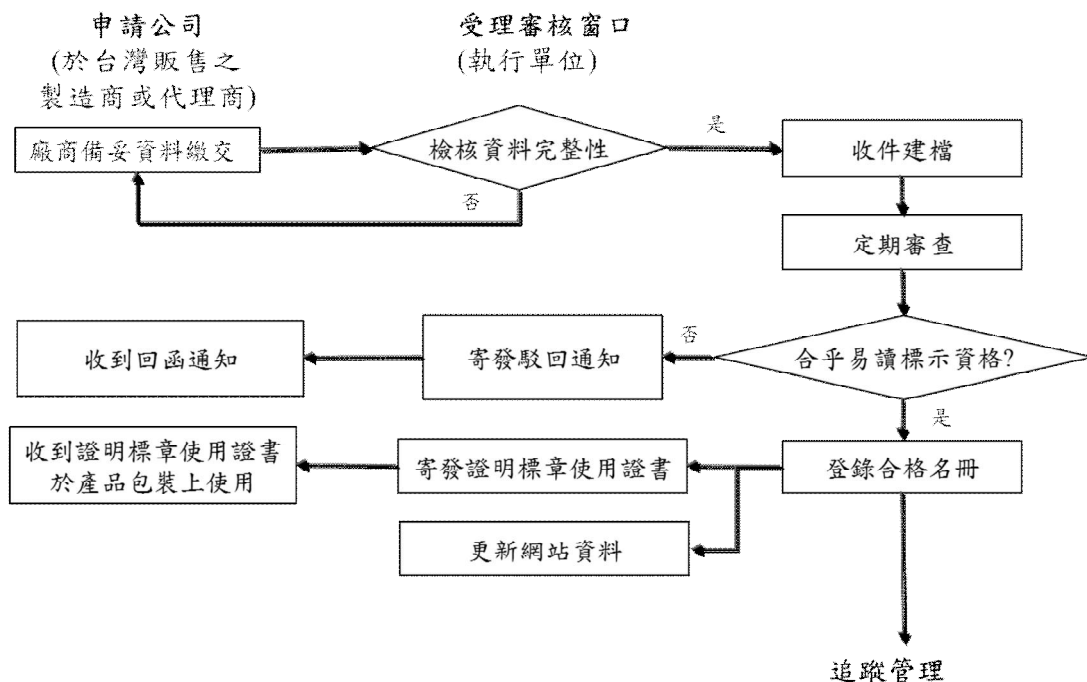 申請公司
(於台灣販售之
製造商或代理商)
受理審核窗口
(執行單位)
廠商備妥資料繳交
檢核資料完整性
是
收件建檔
否
定期審查
合乎易讀標示資格?
否
寄發駁回通知
收到回函通知
是
登錄合格名冊
寄發證明標章使用證書
收到證明標章使用證書
於產品包裝上使用
更新網站資料
追蹤管理